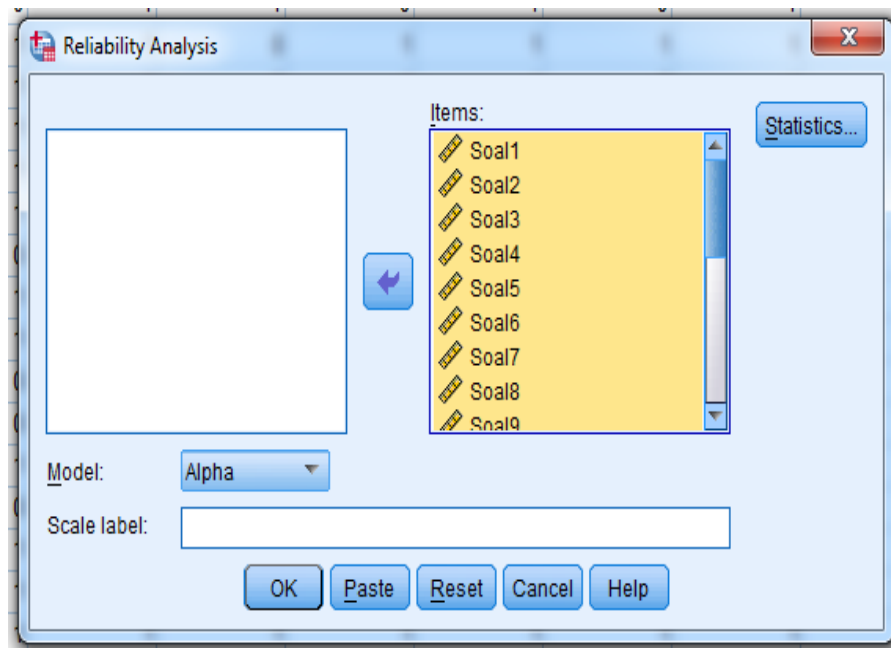 Reliability Analysis
Items:
Statistics...
Soal1
Soal2
Soal3
Soal4
Soal5
Soal6
Soal7
Soal8
Soal9
Model:
Alpha
Scale label:
OK Paste Reset Cancel Help